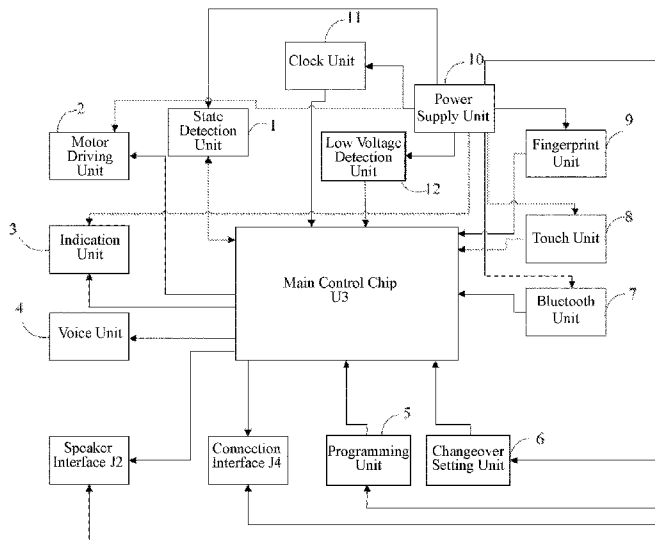 11
Clock Unit
10
Power
Supply Unit
2
Motor
Driving
Unit
State
Detection
Unit
1
Low Voltage
Detection
Unit
12
9
Fingerprint
Unit
3
Indication
Unit
8
Touch Unit
Main Control Chip
U3
4
Voice Unit
Bluetooth
Unit
7
Speaker
Interface J2
Connection
Interface J4
5
Programming
Unit
6
Changeover
Setting Unit